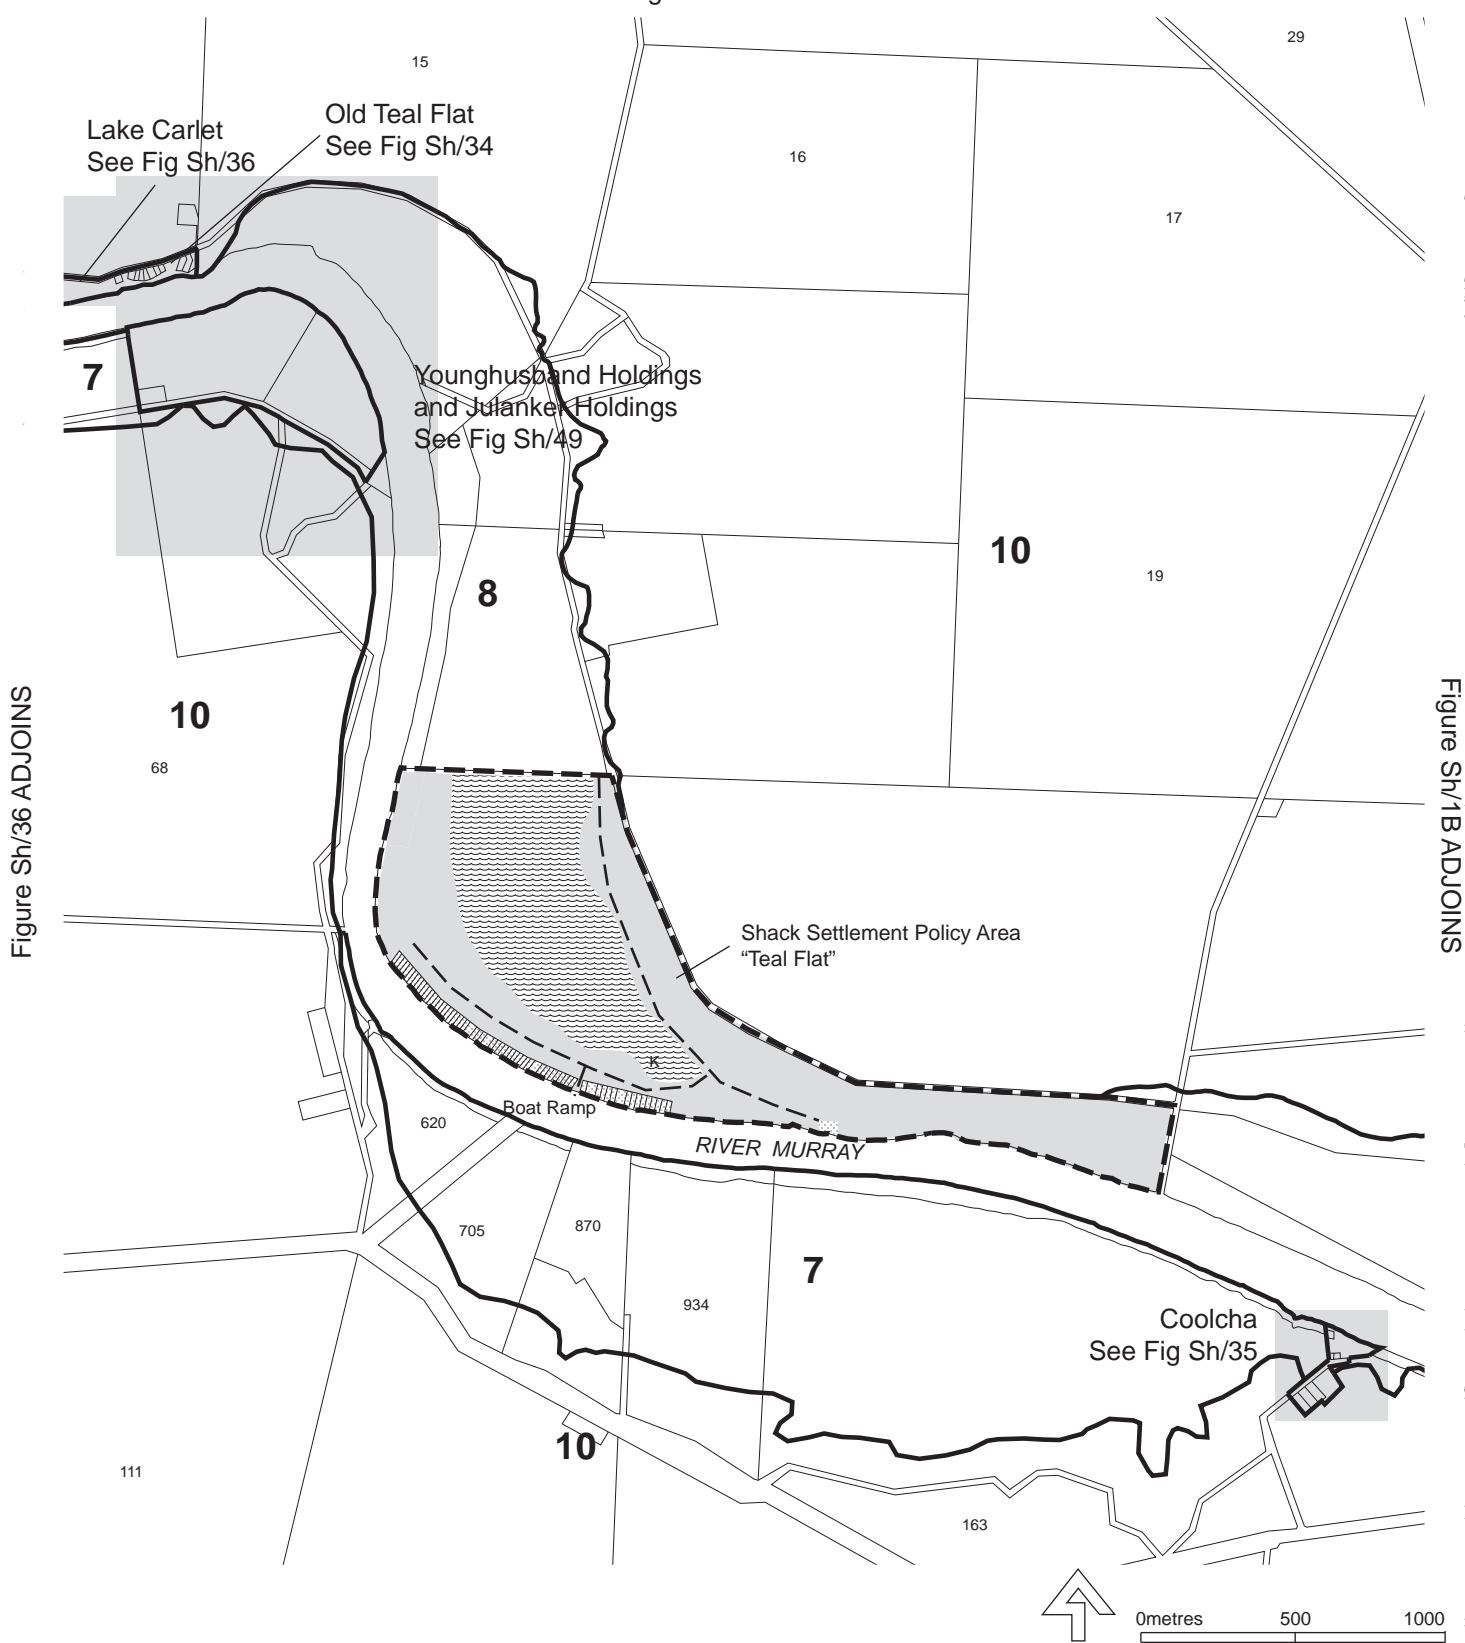 15
29
Lake Carlet
See Fig Sh/36
Old Teal Flat
See Fig Sh/34
16
17
7
Younghusband Holdings
and Julanker Holdings
See Fig Sh/49
10
19
8
10
68
Figure Sh/36 ADJOINS
Figure Sh/1B ADJOINS
Shack Settlement Policy Area
“Teal Flat”
K
Boat Ramp
620
RIVER MURRAY
705
870
7
934
Coolcha
See Fig Sh/35
10
111
163
0metres 500 1000